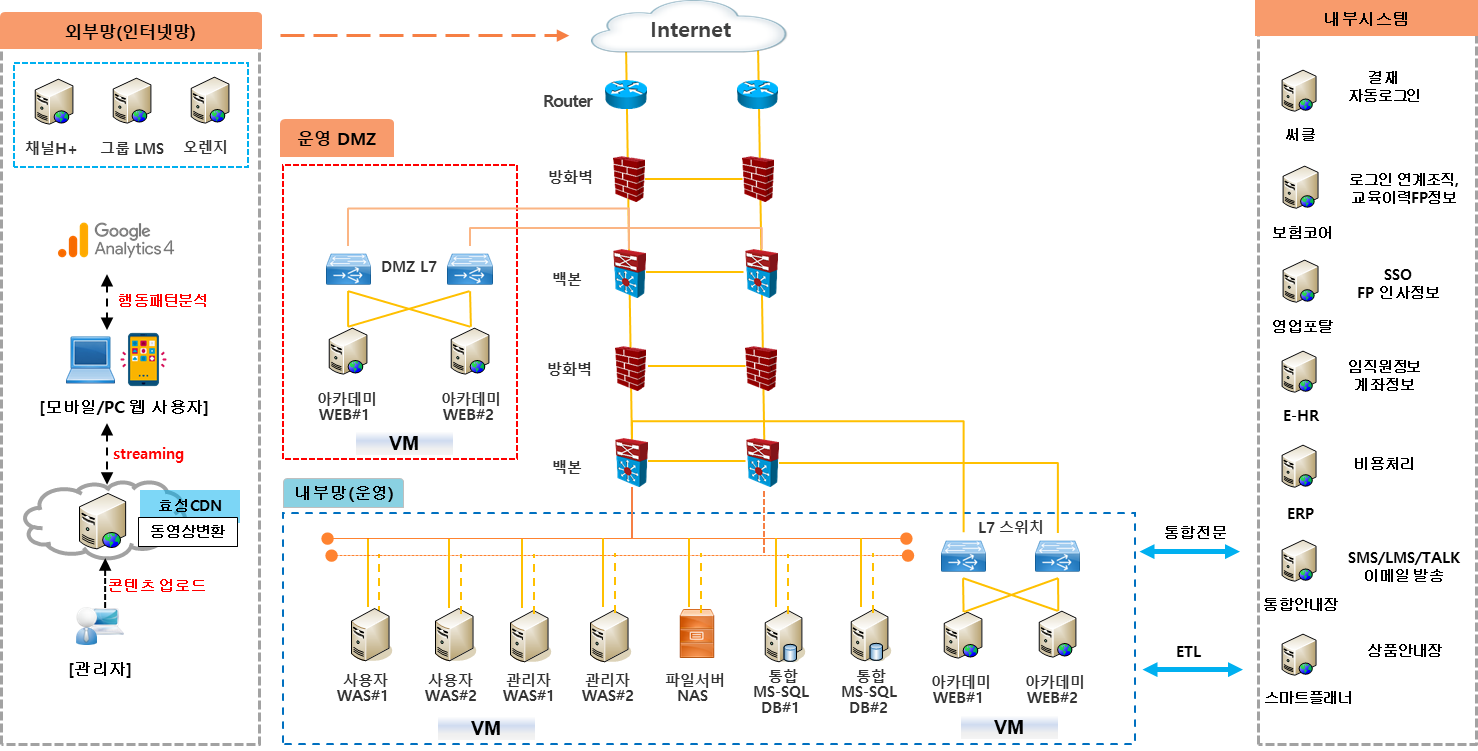 외부망(인터넷망)
채널H+
그룹 LMS
오렌지
Google
Analytics 4
행동패턴분석
[모바일/PC 웹 사용자]
streaming
효성CDN
동영상변환
콘텐츠 업로드
[관리자]
Internet
Router
운영 DMZ
방화벽
DMZ L7
백본
아카데미
WEB#1
아카데미
WEB#2
VM
방화벽
백본
내부망(운영)
L7 스위치
사용자
WAS#1
사용자
WAS#2
관리자
WAS#1
관리자
WAS#2
파일서버
NAS
통합
MS-SQL
DB#1
통합
MS-SQL
DB#2
아카데미
WEB#1
아카데미
WEB#2
VM
VM
통합전문
ETL
내부시스템
결재
자동로그인
써클
로그인 연계조직,
교육이력FP정보
보험코어
SSO
FP 인사정보
영업포탈
임직원정보
계좌정보
E-HR
비용처리
ERP
SMS/LMS/TALK
이메일 발송
통합안내장
상품안내장
스마트플래너